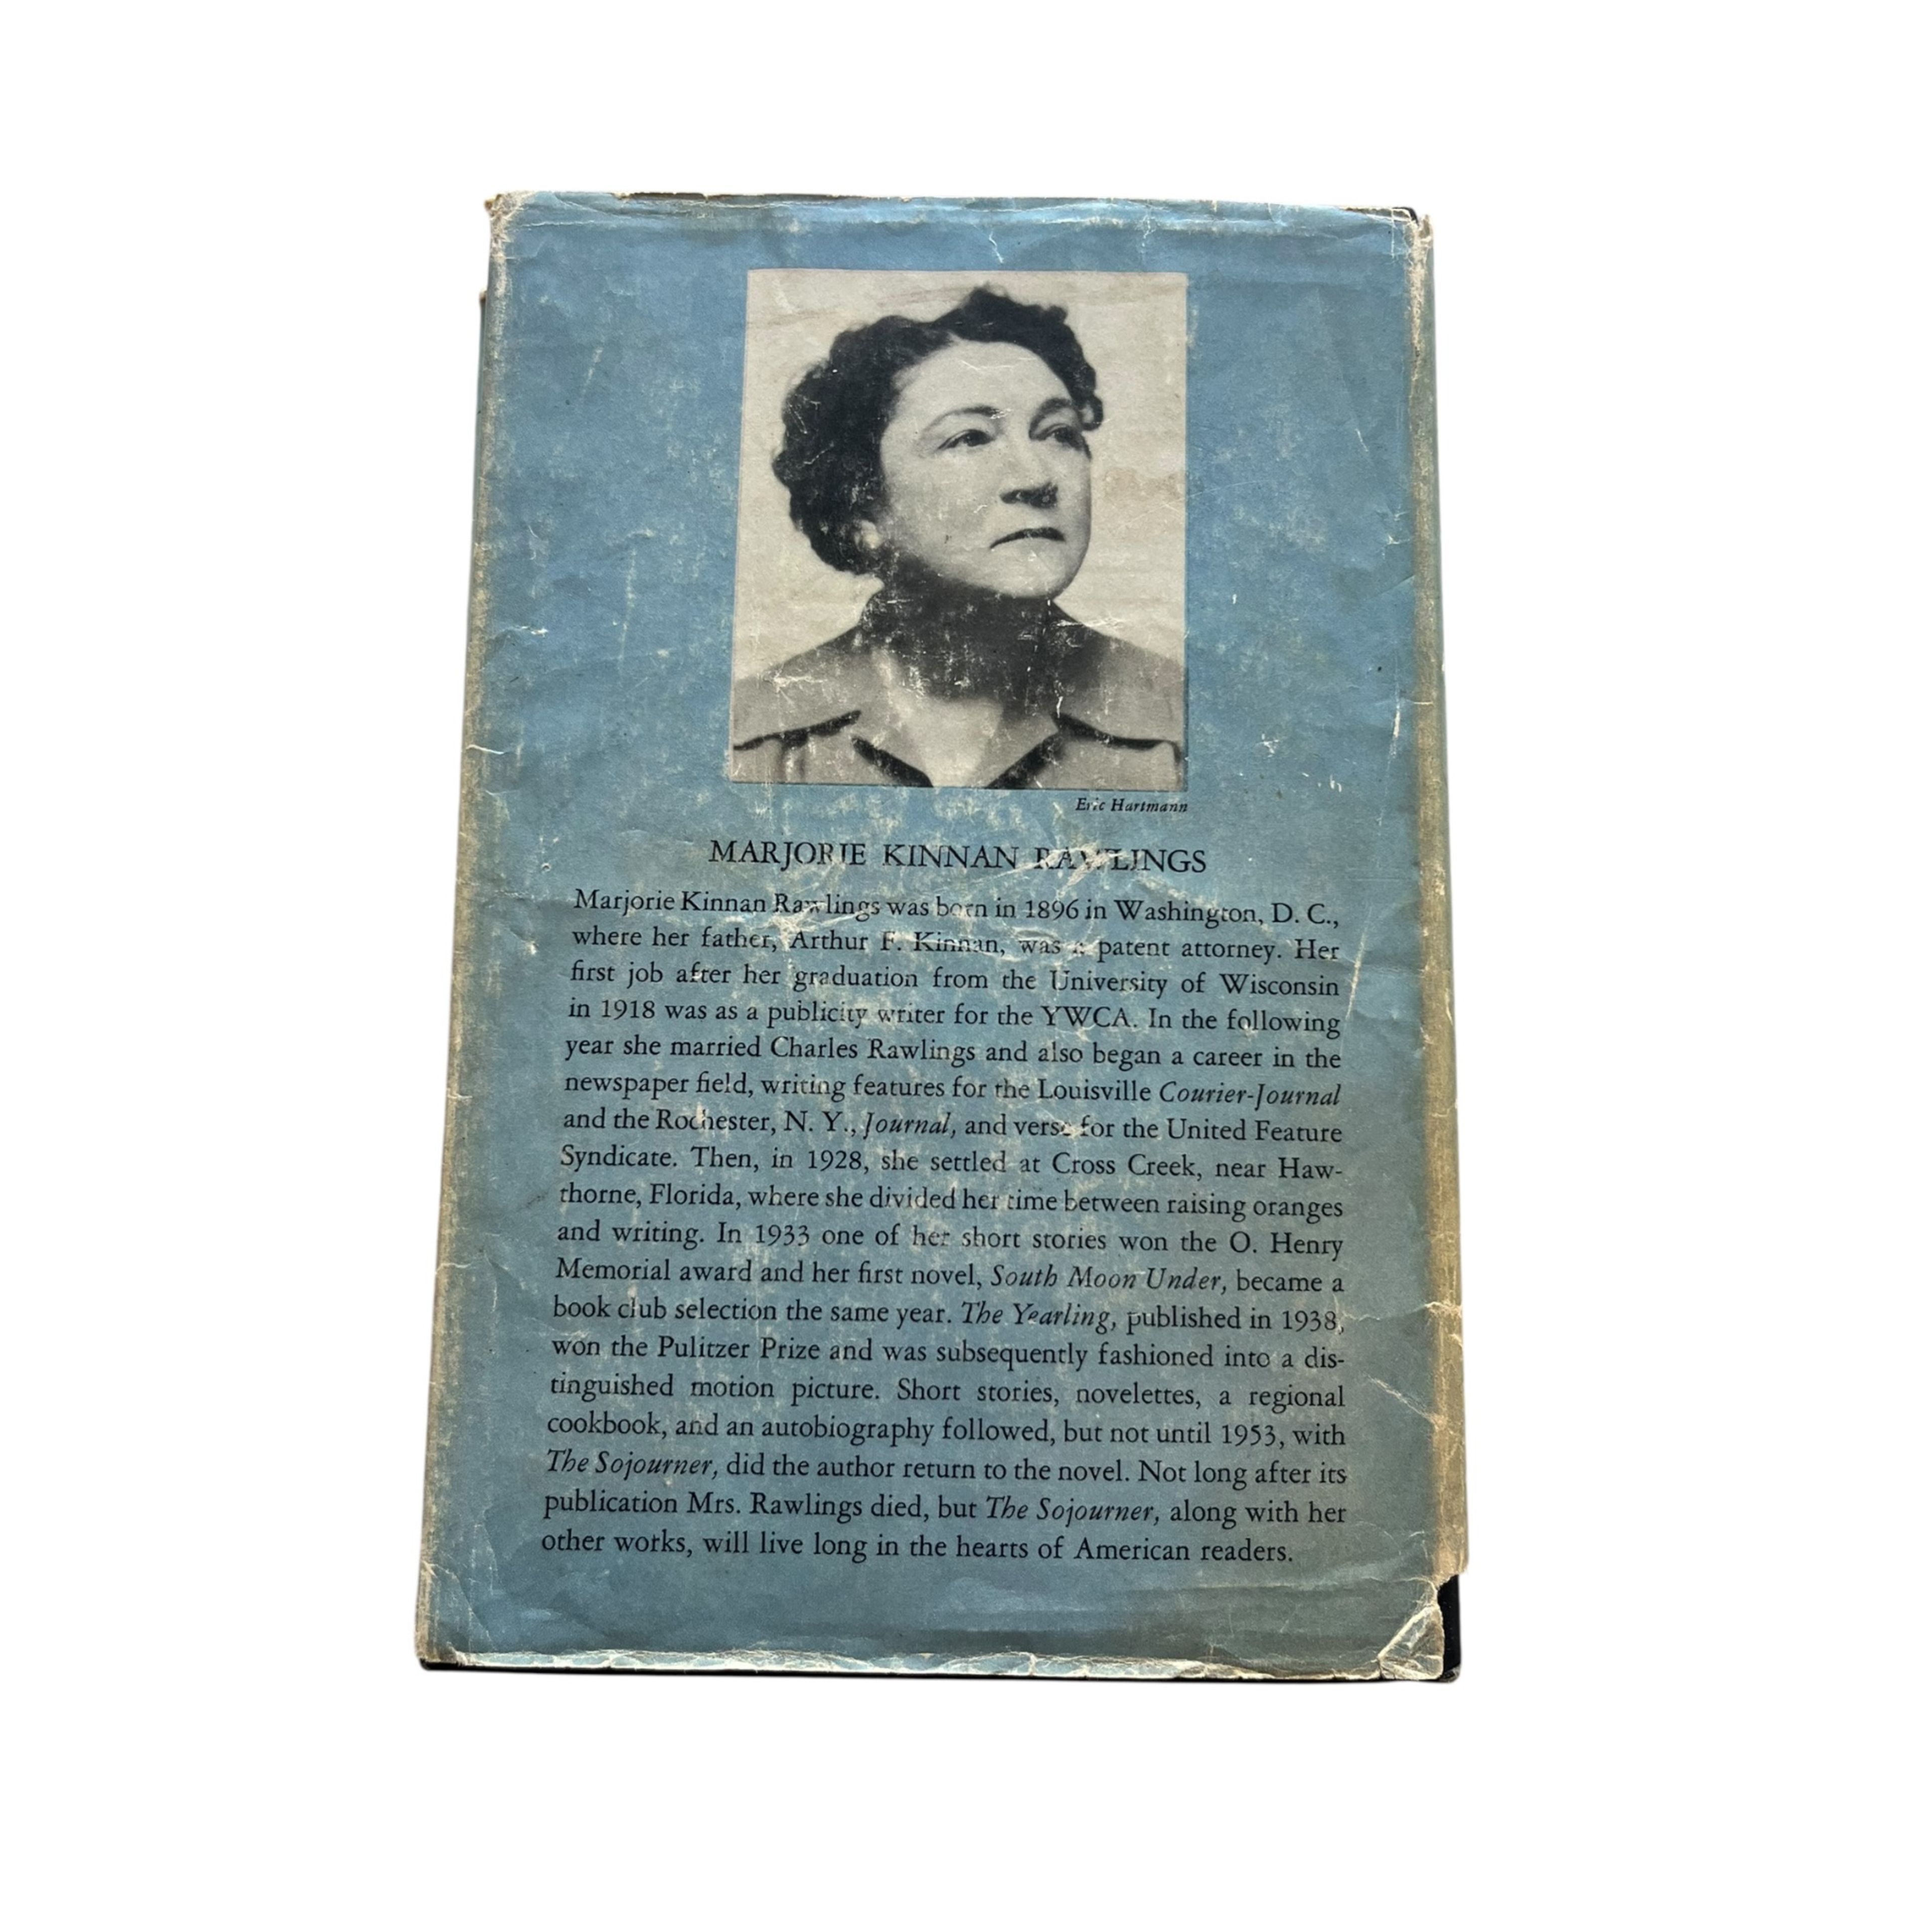 Eric Hartmann
MARJORIE KINNAN RAWLINGS
Marjorie Kinnan Rawlings was born in 1896 in Washington, D. C.,
where her father, Arthur F. Kinnan, was a patent attorney. Her
first job after her graduation from the University of Wisconsin
in 1918 was as a publicity writer for the YWCA. In the following
year she married Charles Rawlings and also began a career in the
newspaper field, writing features for the Louisville Courier-Journal
and the Rochester, N. Y., Journal, and verse for the United Feature
Syndicate. Then, in 1928, she settled at Cross Creek, near Haw-
thorne, Florida, where she divided her time between raising oranges
and writing. In 1933 one of her short stories won the O. Henry
Memorial award and her first novel, South Moon Under, became a
book club selection the same year. The Yearling, published in 1938,
won the Pulitzer Prize and was subsequently fashioned into a dis-
tinguished motion picture. Short stories, novelettes, a regional
cookbook, and an autobiography followed, but not until 1953, with
The Sojourner, did the author return to the novel. Not long after its
publication Mrs. Rawlings died, but The Sojourner, along with her
other works, will live long in the hearts of American readers.